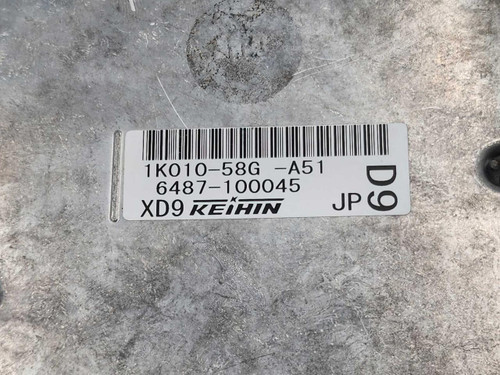 1K010-58G -A51
6487-100045
XD9 KEIHIN
JP
D9